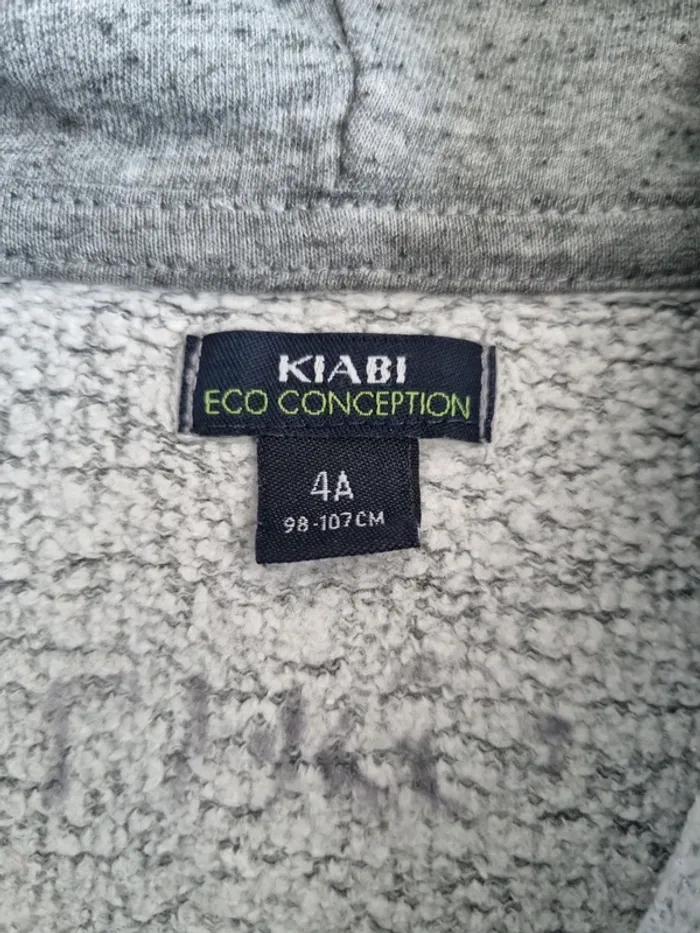 KIABI
ECO CONCEPTION
4A
98-107CM